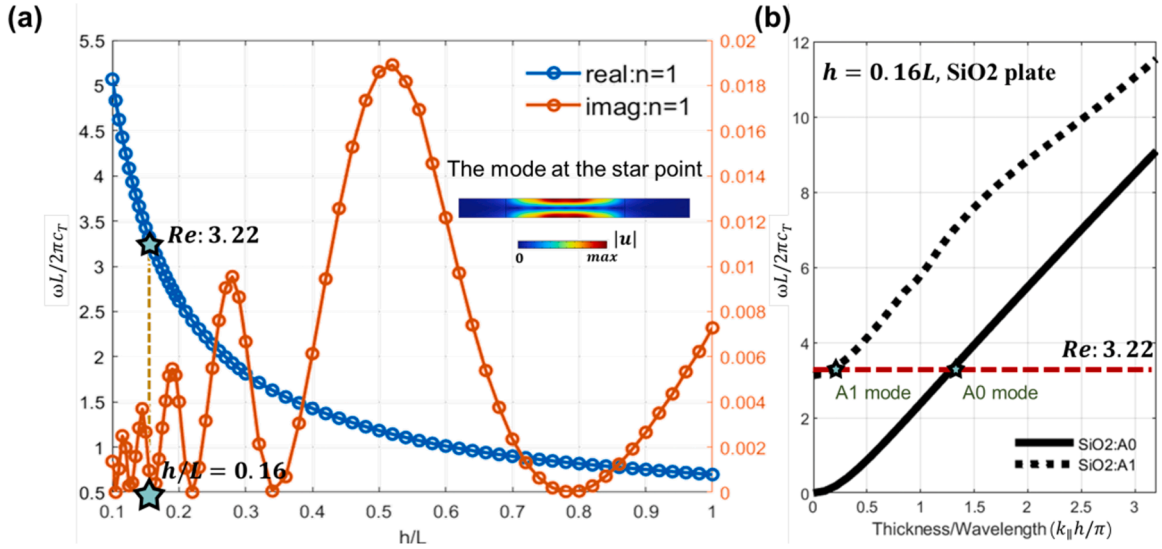 (a)
5.5
5
4.5
4
3.5
3
2.5
2
1.5
1
0.5
ωL/2πc_T
0.1
0.2
0.3
0.4
0.5
0.6
0.7
0.8
0.9
1
h/L
0.02
0.018
0.016
0.014
0.012
0.01
0.008
0.006
0.004
0.002
0
real:n=1
imag:n=1
The mode at the star point
|u|
0
max
Re: 3.22
h/L = 0.16
(b)
12
10
8
6
4
2
0
ωL/2πc_T
h = 0.16L, SiO2 plate
Re: 3.22
A1 mode
A0 mode
SiO2:A0
SiO2:A1
0
0.5
1
1.5
2
2.5
3
Thickness/Wavelength (k_∥h/π)